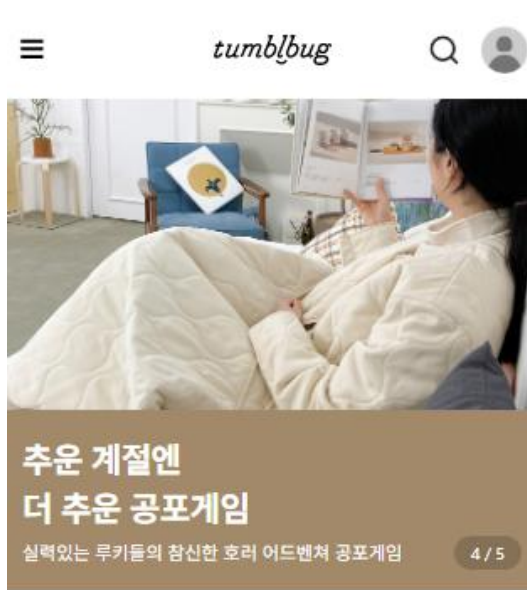 tumblbug
추운 계절엔
더 추운 공포게임
실력있는 루키들의 참신한 호러 어드벤쳐 공포게임
4 / 5